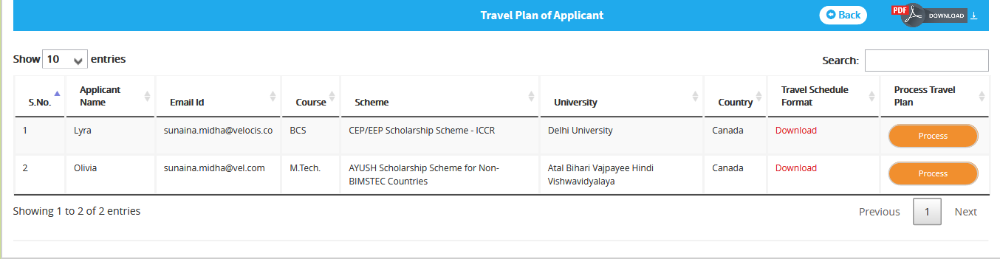 Travel Plan of Applicant
Back
PDF
DOWNLOAD
Show 10 entries
Search:
S.No. Applicant Name Email Id Course Scheme University Country Travel Schedule Format Process Travel Plan
1 Lyra sunaina.midha@velocis.co BCS CEP/EEP Scholarship Scheme - ICCR Delhi University Canada Download Process
2 Olivia sunaina.midha@vel.com M.Tech. AYUSH Scholarship Scheme for Non-BIMSTEC Countries Atal Bihari Vajpayee Hindi Vishwavidyalaya Canada Download Process
Showing 1 to 2 of 2 entries
Previous 1 Next